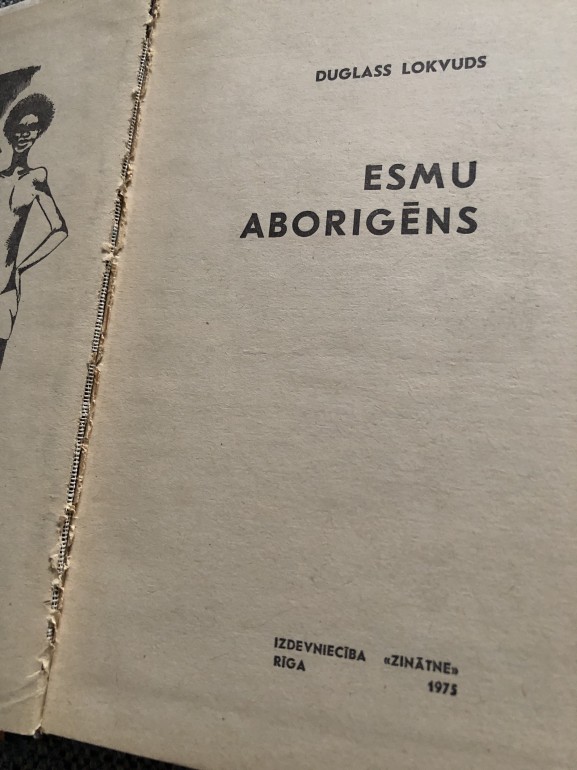 DUGLASS LOKVUDS
ESMU
ABORIGĒNS
IZDEVNIECĪBA «ZINĀTNE»
RĪGA 1975